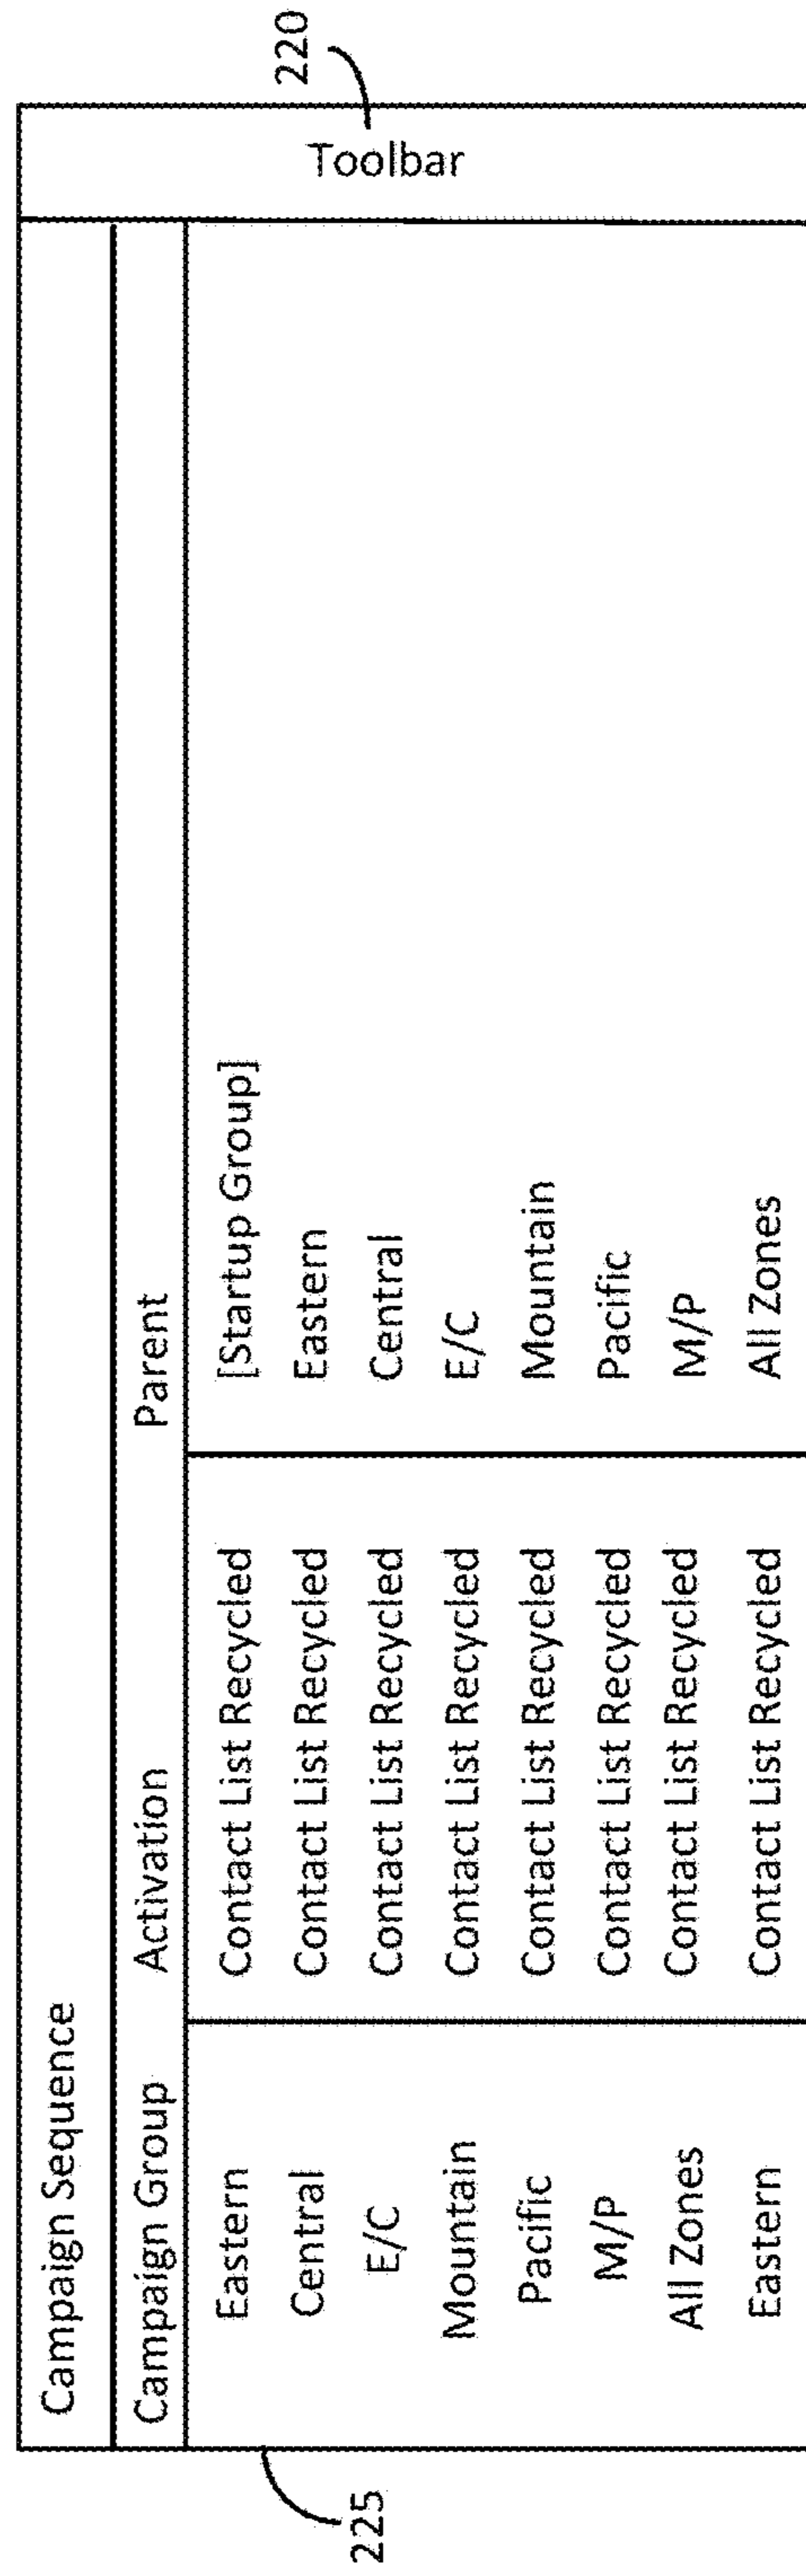 220
Campaign Sequence
Toolbar
Campaign Group Activation Parent
Eastern Contact List Recycled [Startup Group]
Central Contact List Recycled Eastern
E/C Contact List Recycled Central
Mountain Contact List Recycled E/C
Pacific Contact List Recycled Mountain
M/P Contact List Recycled Pacific
All Zones Contact List Recycled M/P
Eastern Contact List Recycled All Zones
225